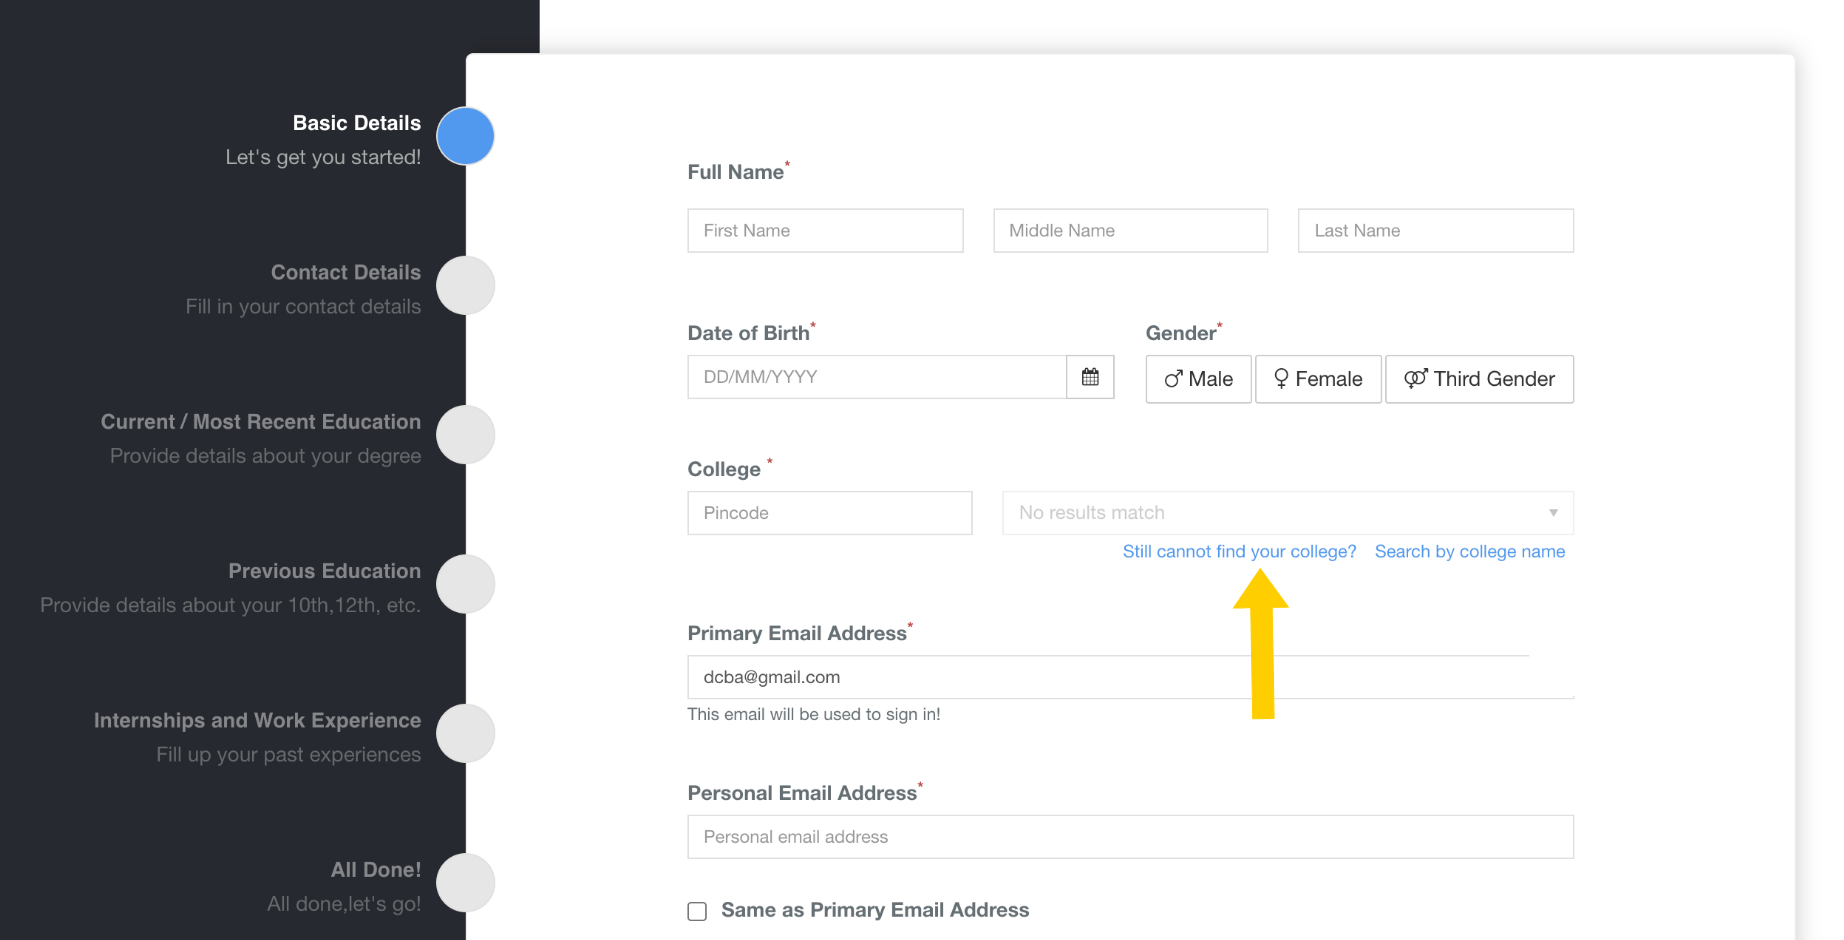 Basic Details
Let's get you started!
Contact Details
Fill in your contact details
Current / Most Recent Education
Provide details about your degree
Previous Education
Provide details about your 10th,12th, etc.
Internships and Work Experience
Fill up your past experiences
All Done!
All done,let's go!
Full Name*
First Name Middle Name Last Name
Date of Birth* Gender*
DD/MM/YYYY Male Female Third Gender
College *
Pincode No results match
Still cannot find your college? Search by college name
Primary Email Address*
dcba@gmail.com
This email will be used to sign in!
Personal Email Address*
Personal email address
Same as Primary Email Address